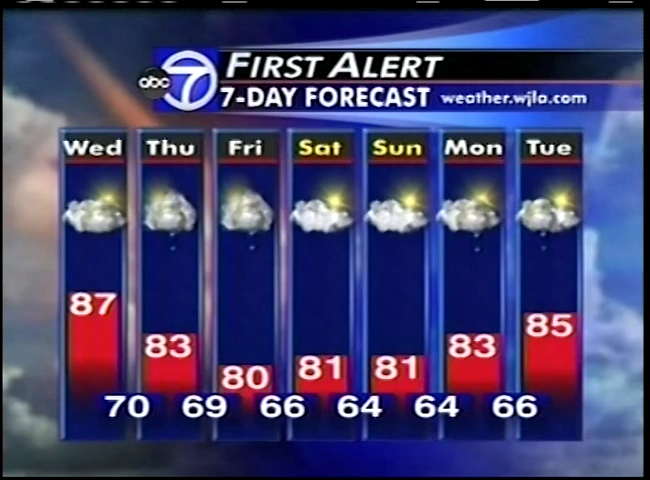 abc 7 FIRST ALERT
7-DAY FORECAST weather.wjla.com
Wed Thu Fri Sat Sun Mon Tue
87 83 80 81 81 83 85
70 69 66 64 64 66